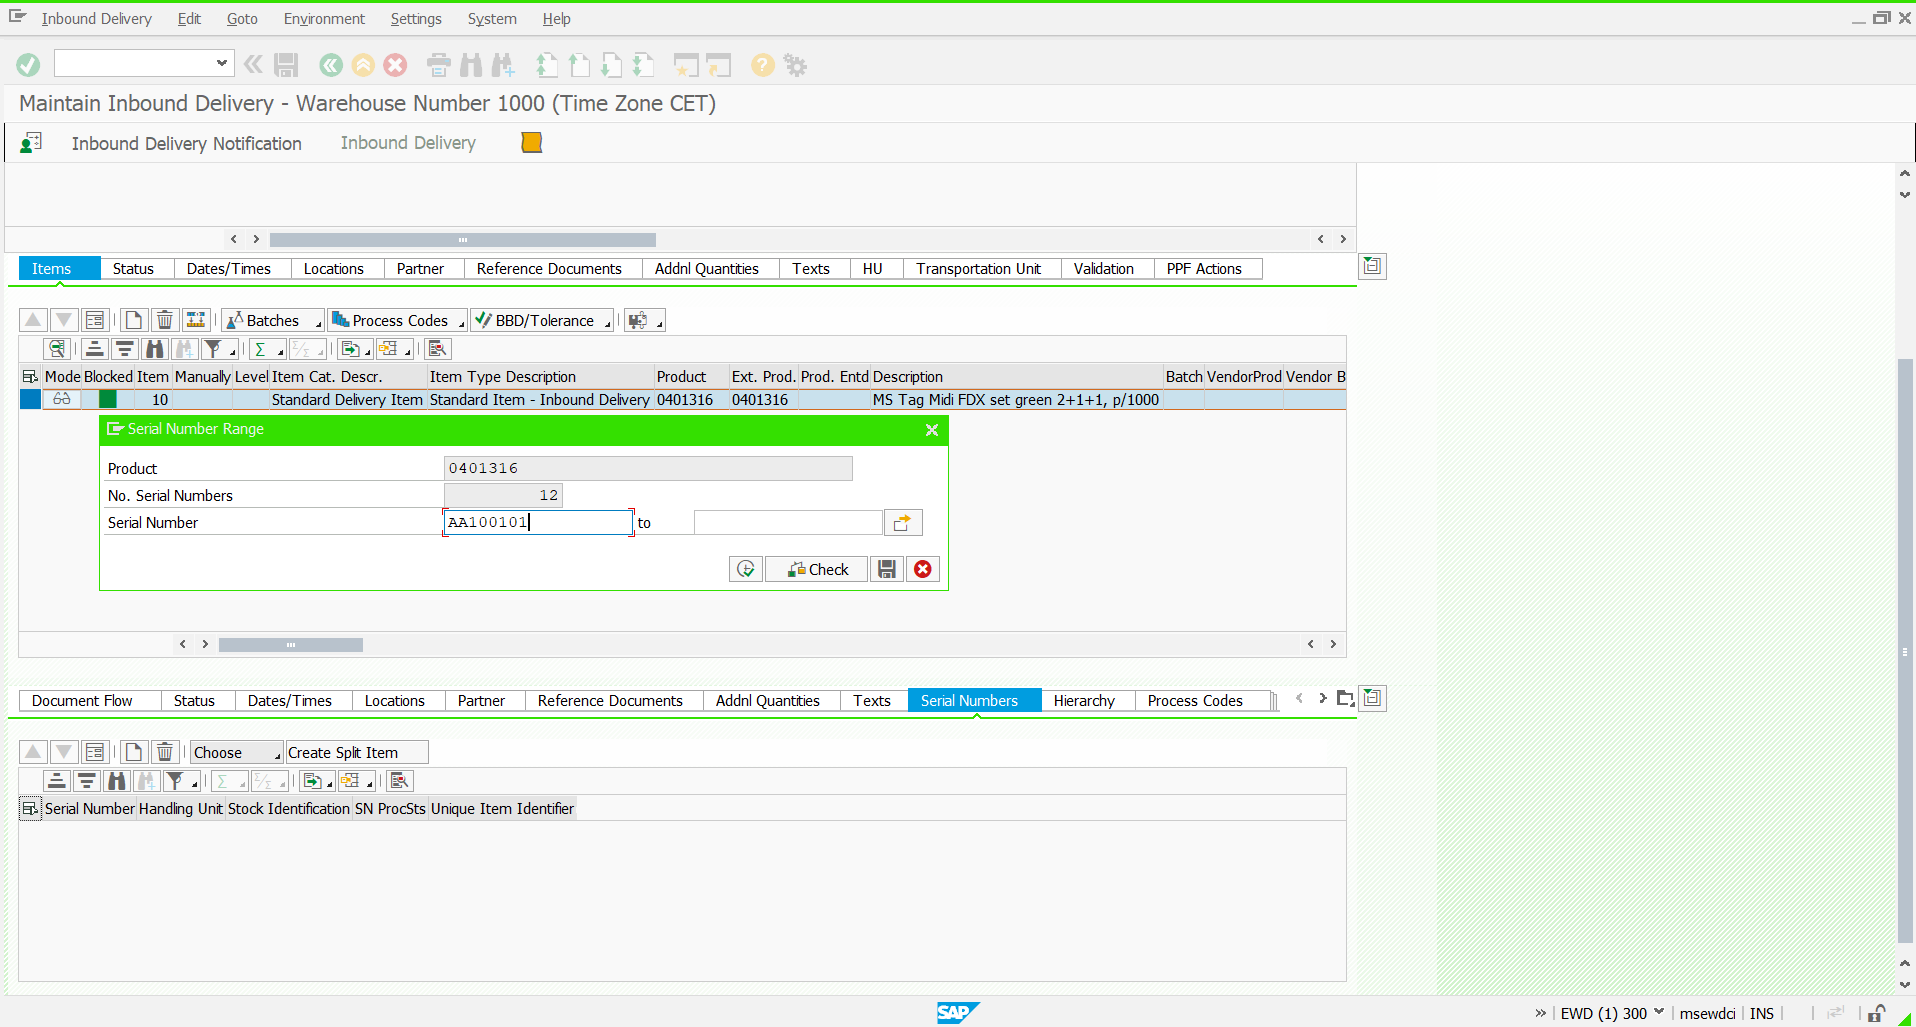 Inbound Delivery Edit Goto Environment Settings System Help
Maintain Inbound Delivery - Warehouse Number 1000 (Time Zone CET)
Inbound Delivery Notification Inbound Delivery
Items Status Dates/Times Locations Partner Reference Documents Addnl Quantities Texts HU Transportation Unit Validation PPF Actions
Batches Process Codes BBD/Tolerance
Mode Blocked Item Manually Level Item Cat. Descr. Item Type Description Product Ext. Prod. Prod. Entd Description Batch VendorProd Vendor B
10 Standard Delivery Item Standard Item - Inbound Delivery 0401316 0401316 MS Tag Midi FDX set green 2+1+1, p/1000
Serial Number Range
Product 0401316
No. Serial Numbers 12
Serial Number AA100101 to
Check
Document Flow Status Dates/Times Locations Partner Reference Documents Addnl Quantities Texts Serial Numbers Hierarchy Process Codes
Choose Create Split Item
Serial Number Handling Unit Stock Identification SN ProcSts Unique Item Identifier
SAP » EWD (1) 300 msewdci INS